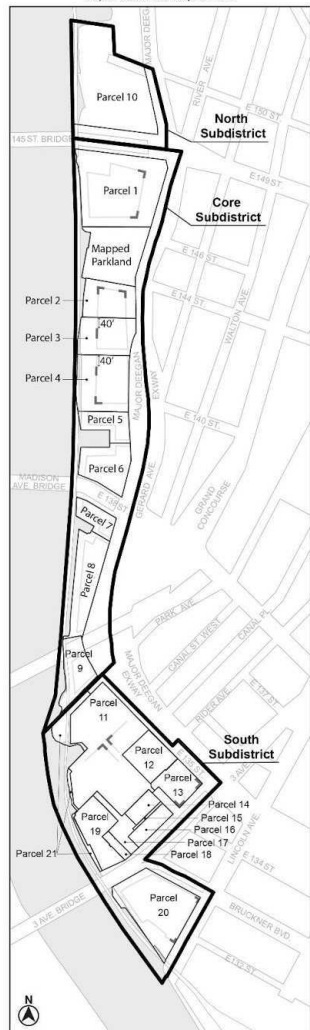 MAJOR DEEGAN
RIVER AVE
Parcel 10
E 150 ST.
North
Subdistrict
145 ST. BRIDGE
E 149 ST.
Parcel 1
Core
Subdistrict
Mapped
Parkland
E 146 ST.
WALTON AVE
Parcel 2
E 144 ST.
40'
Parcel 3
40'
Parcel 4
MAJOR DEEGAN
EXWAY
Parcel 5
E 140 ST.
Parcel 6
GERARD AVE
GRAND
CONCOURSE
MADISON
AVE. BRIDGE
E 138 ST.
Parcel 7
Parcel 8
PARK AVE
CANAL PL.
CANAL ST. WEST
Parcel
9
MAJOR DEEGAN
EXWAY
RIDER AVE
E 137 ST.
Parcel
11
South
Subdistrict
E 135 ST.
3 AVE.
Parcel
12
Parcel
13
Parcel 14
Parcel 15
Parcel 16
Parcel 17
Parcel 18
Parcel
19
LINCOLN AVE
Parcel 21
E 134 ST.
Parcel
20
3 AVE. BRIDGE
BRUCKNER BVD.
E 132 ST.
N